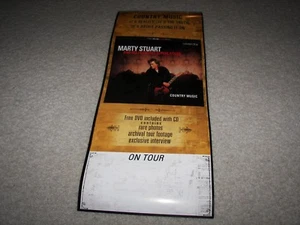 COUNTRY MUSIC
MARTY STUART
COUNTRY MUSIC
free DVD included with CD
contains
rare photos
archival tour footage
exclusive interview
ON TOUR